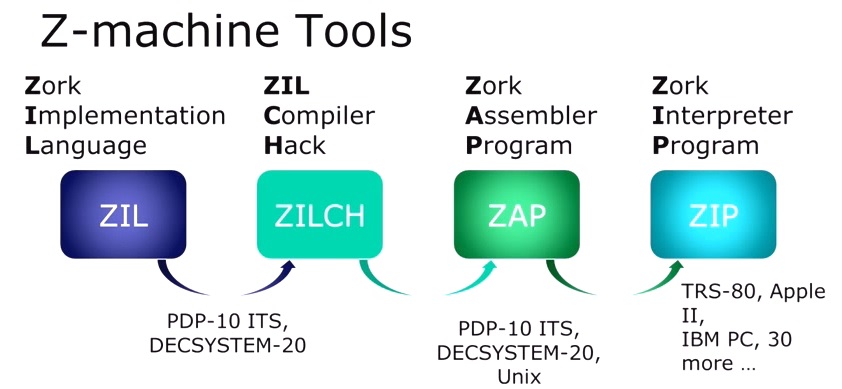 Z-machine Tools
Zork
Implementation
Language
ZIL
Compiler
Hack
Zork
Assembler
Program
Zork
Interpreter
Program
ZIL
ZILCH
ZAP
ZIP
PDP-10 ITS,
DECSYSTEM-20
PDP-10 ITS,
DECSYSTEM-20,
Unix
TRS-80, Apple
II,
IBM PC, 30
more ...